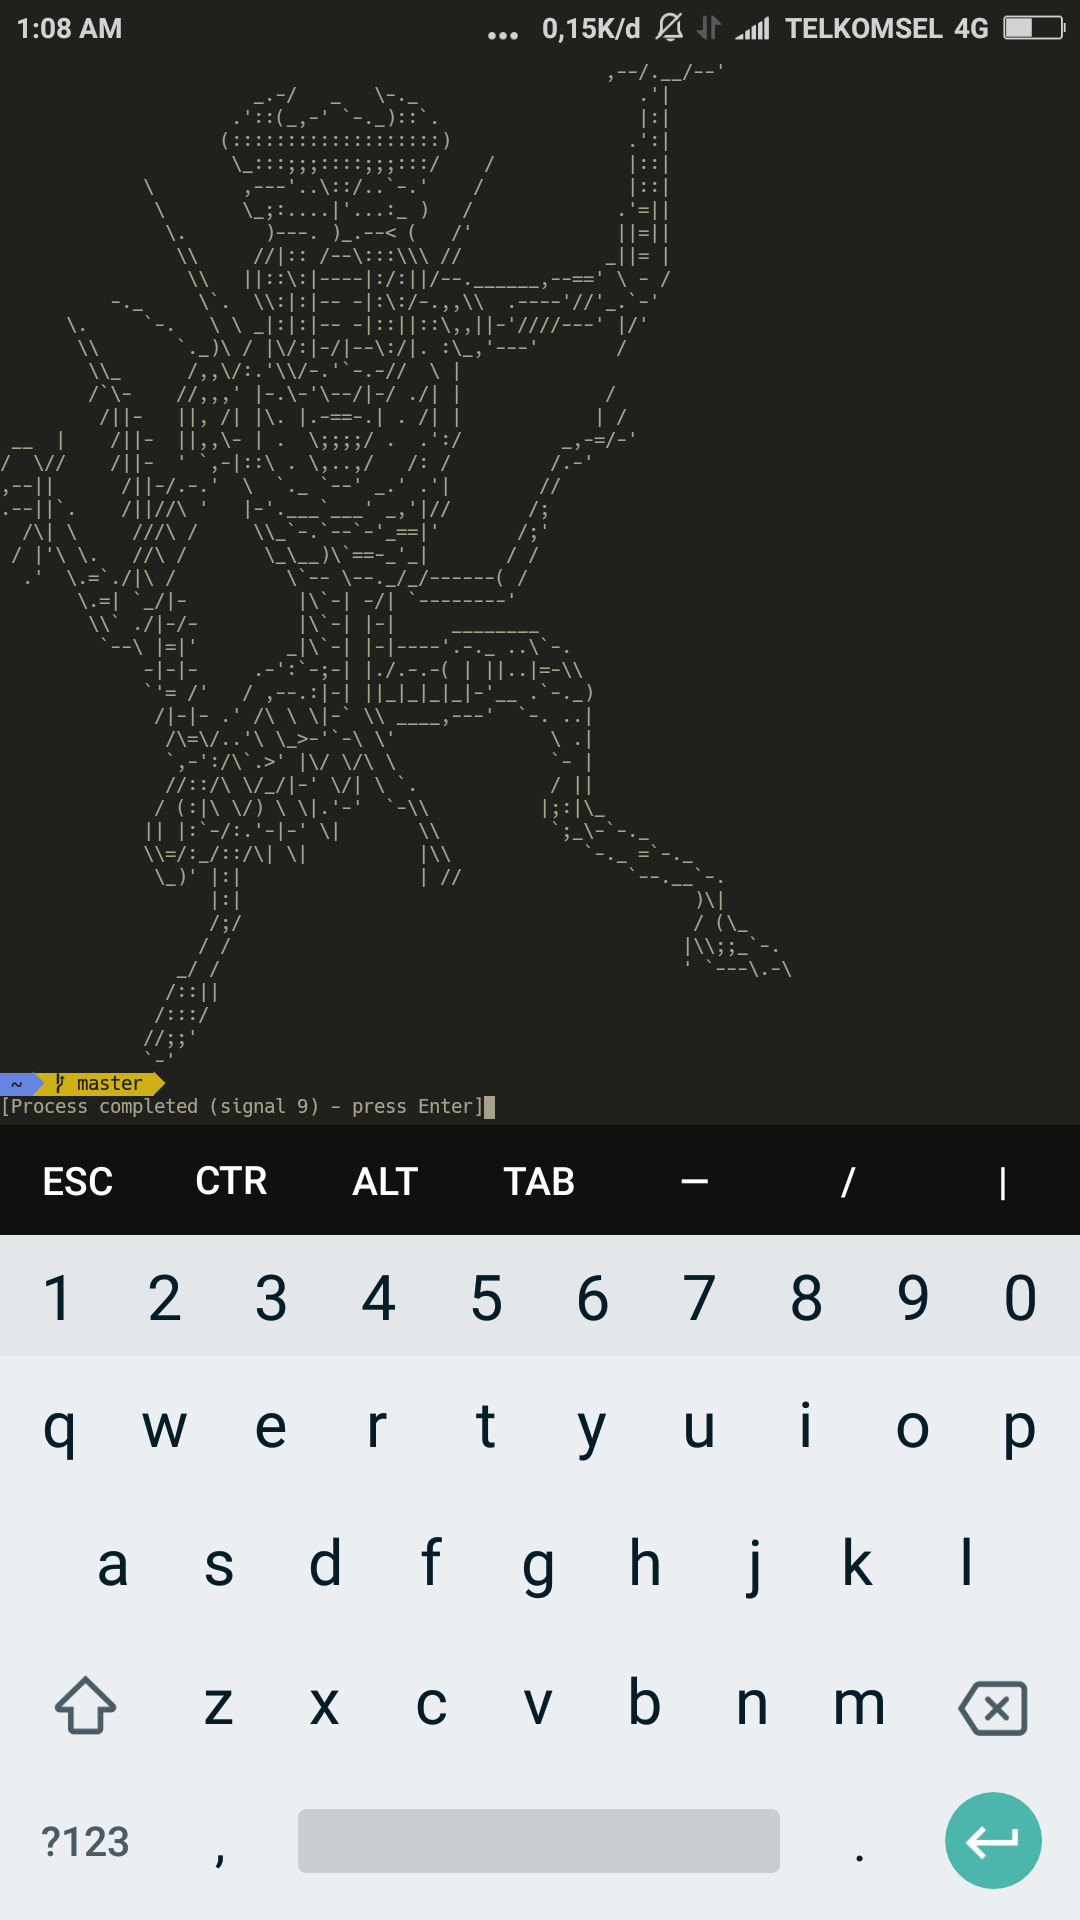 1:08 AM ... 0,15K/d TELKOMSEL 4G
~ master
[Process completed (signal 9) - press Enter]
ESC CTR ALT TAB — / |
1 2 3 4 5 6 7 8 9 0
q w e r t y u i o p
a s d f g h j k l
z x c v b n m
?123 , .